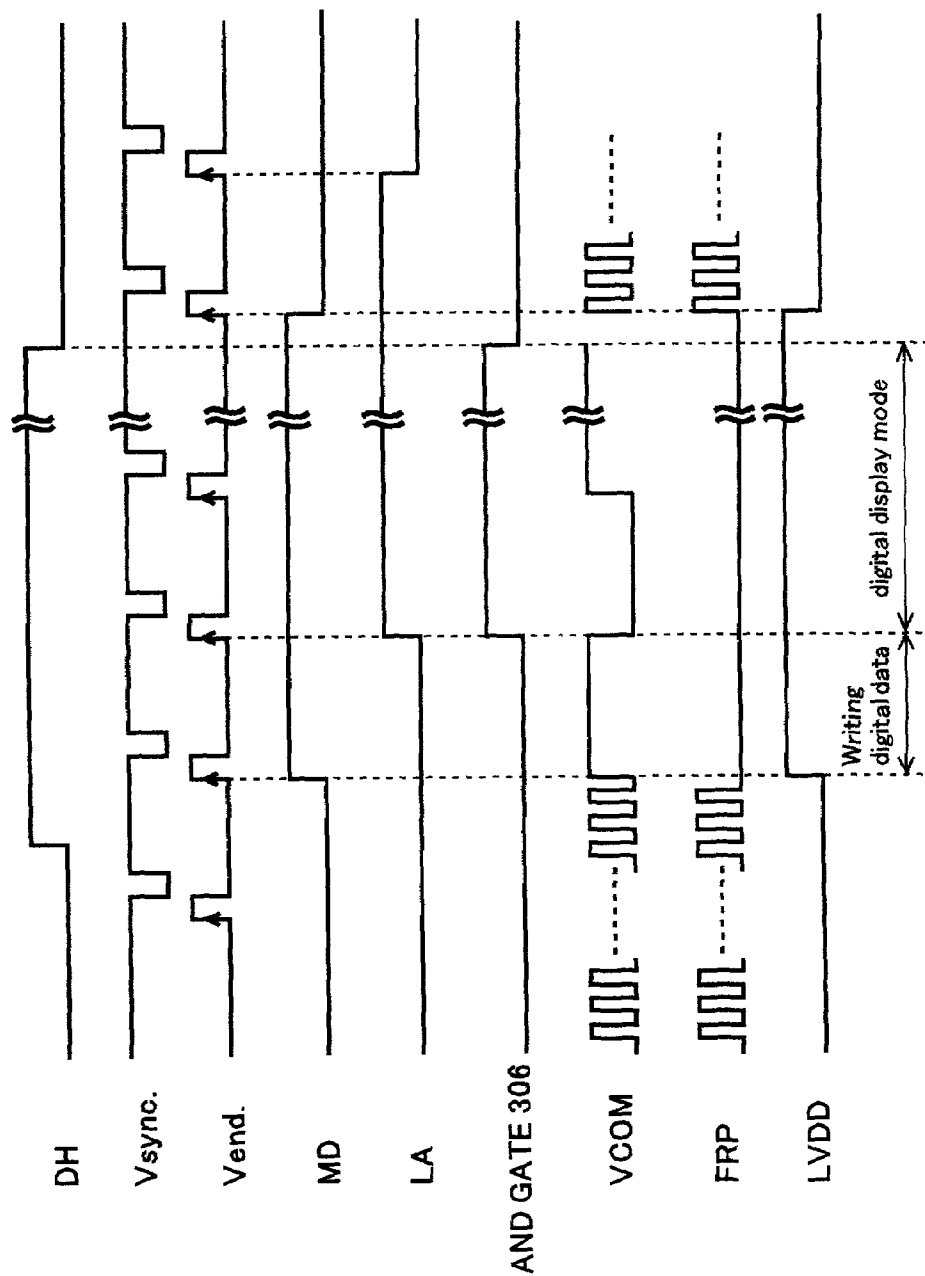 DH
Vsync.
Vend.
MD
LA
AND GATE 306
VCOM
FRP
LVDD
Writing
digital data
digital display mode